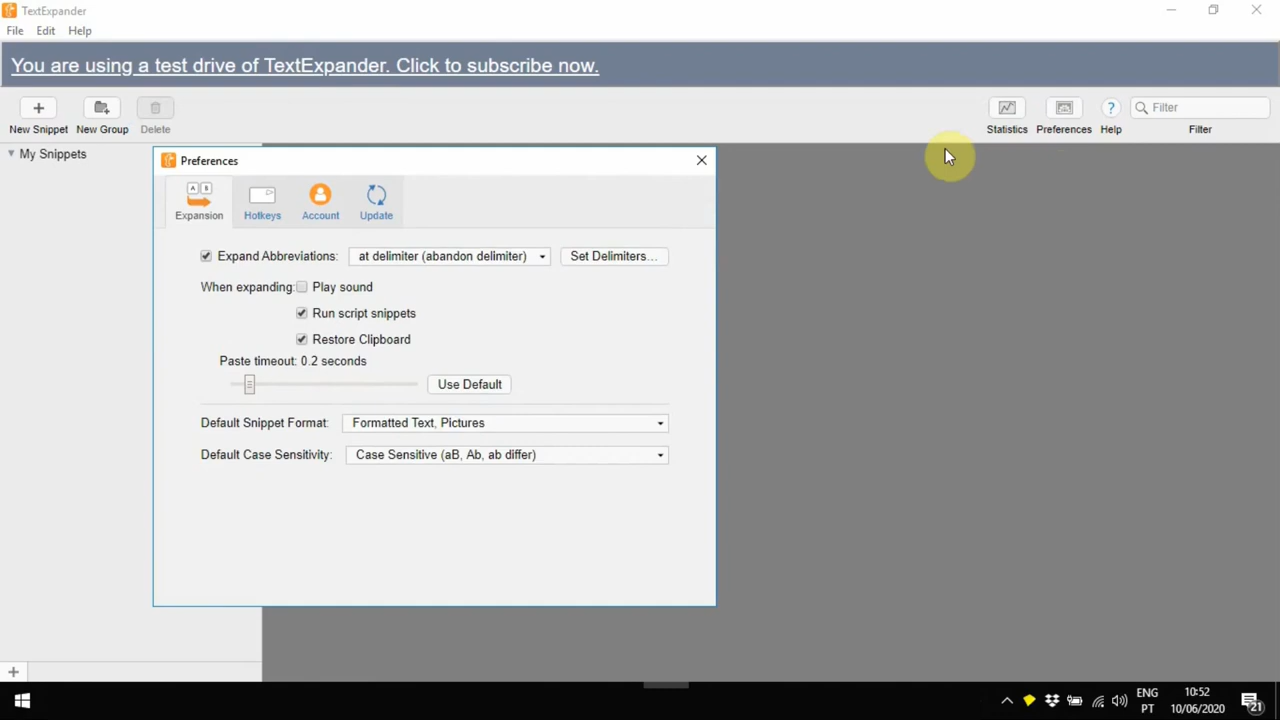 TextExpander
File Edit Help
You are using a test drive of TextExpander. Click to subscribe now.
New Snippet New Group Delete
Statistics Preferences ? Help Filter
Filter
My Snippets
Preferences
A B
Expansion Hotkeys Account Update
Expand Abbreviations: at delimiter (abandon delimiter) Set Delimiters...
When expanding: Play sound
Run script snippets
Restore Clipboard
Paste timeout: 0.2 seconds
Use Default
Default Snippet Format: Formatted Text, Pictures
Default Case Sensitivity: Case Sensitive (aB, Ab, ab differ)
ENG
PT
10:52
10/06/2020
21